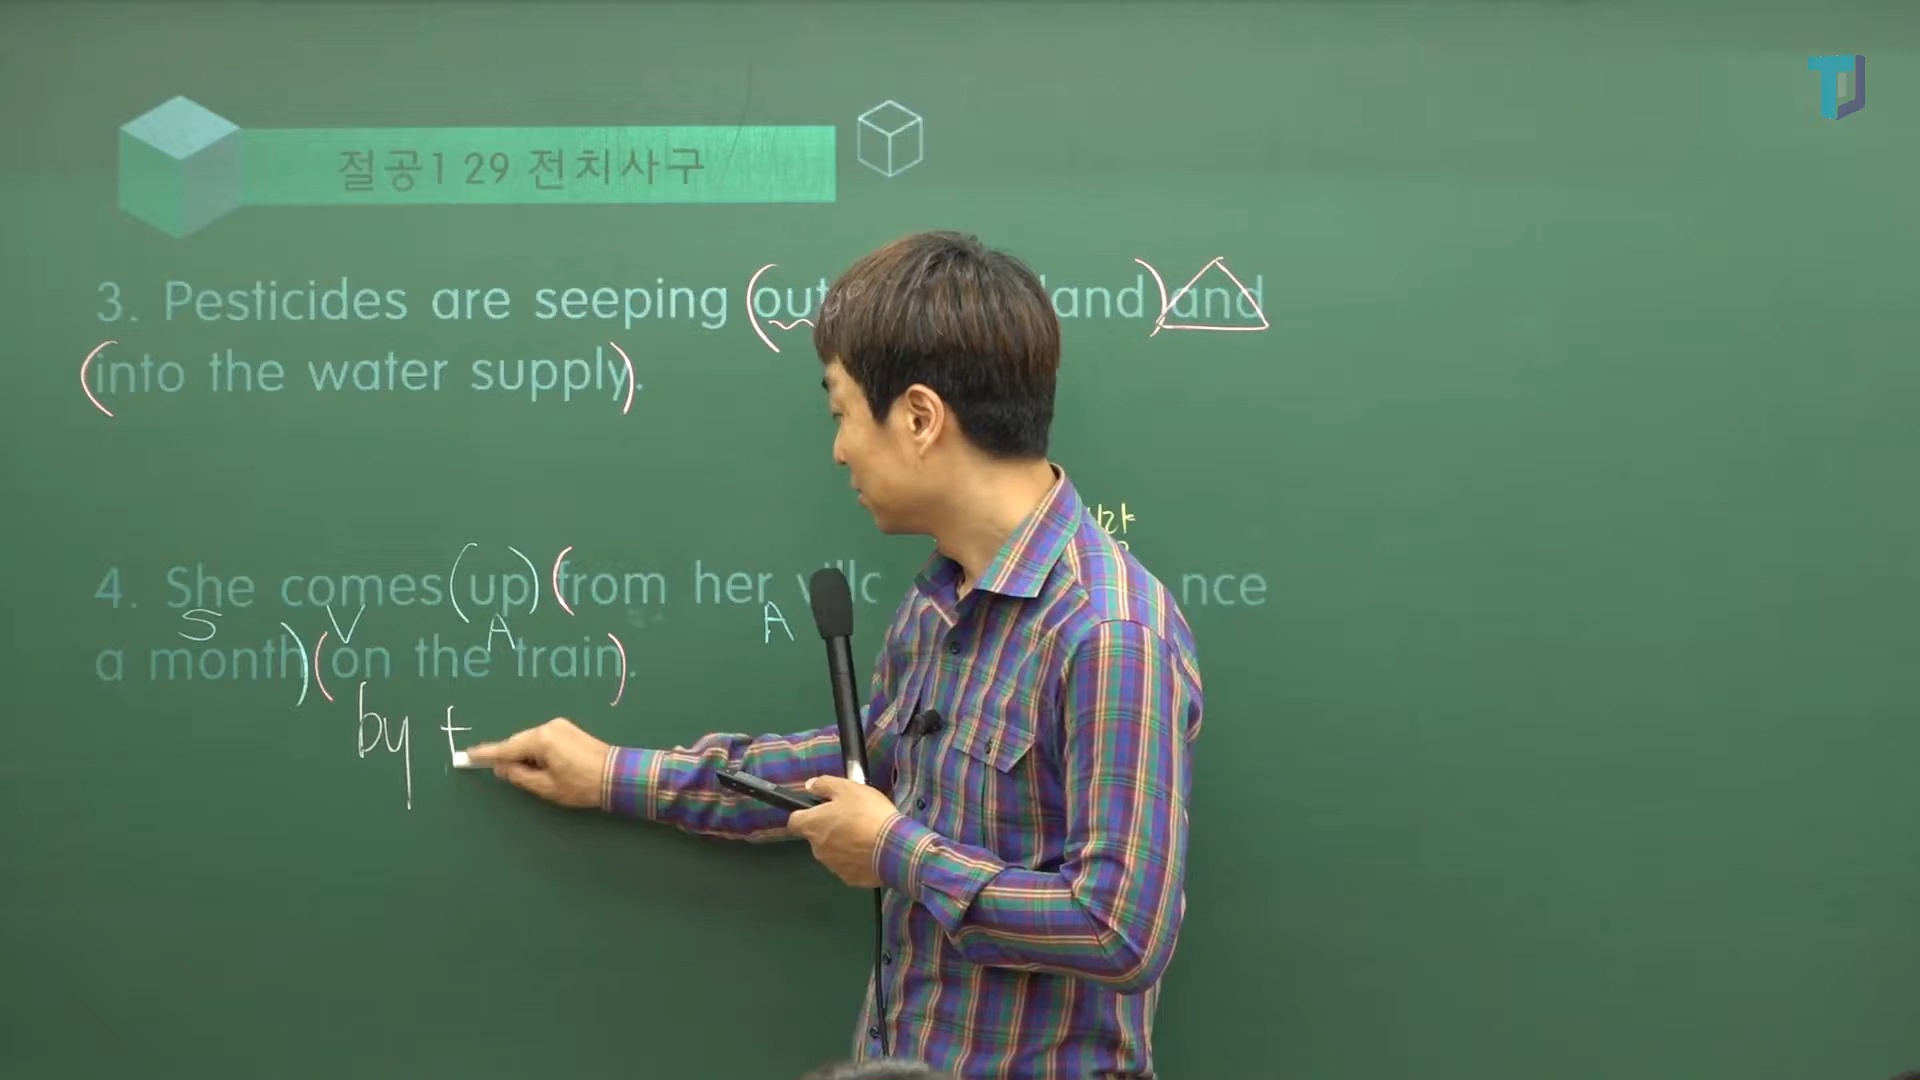 절공1 29 전치사구
3. Pesticides are seeping (out land) and
(into the water supply).
4. She comes (up) (from her nce
S V A A
a month) (on the train).
by t
TJ